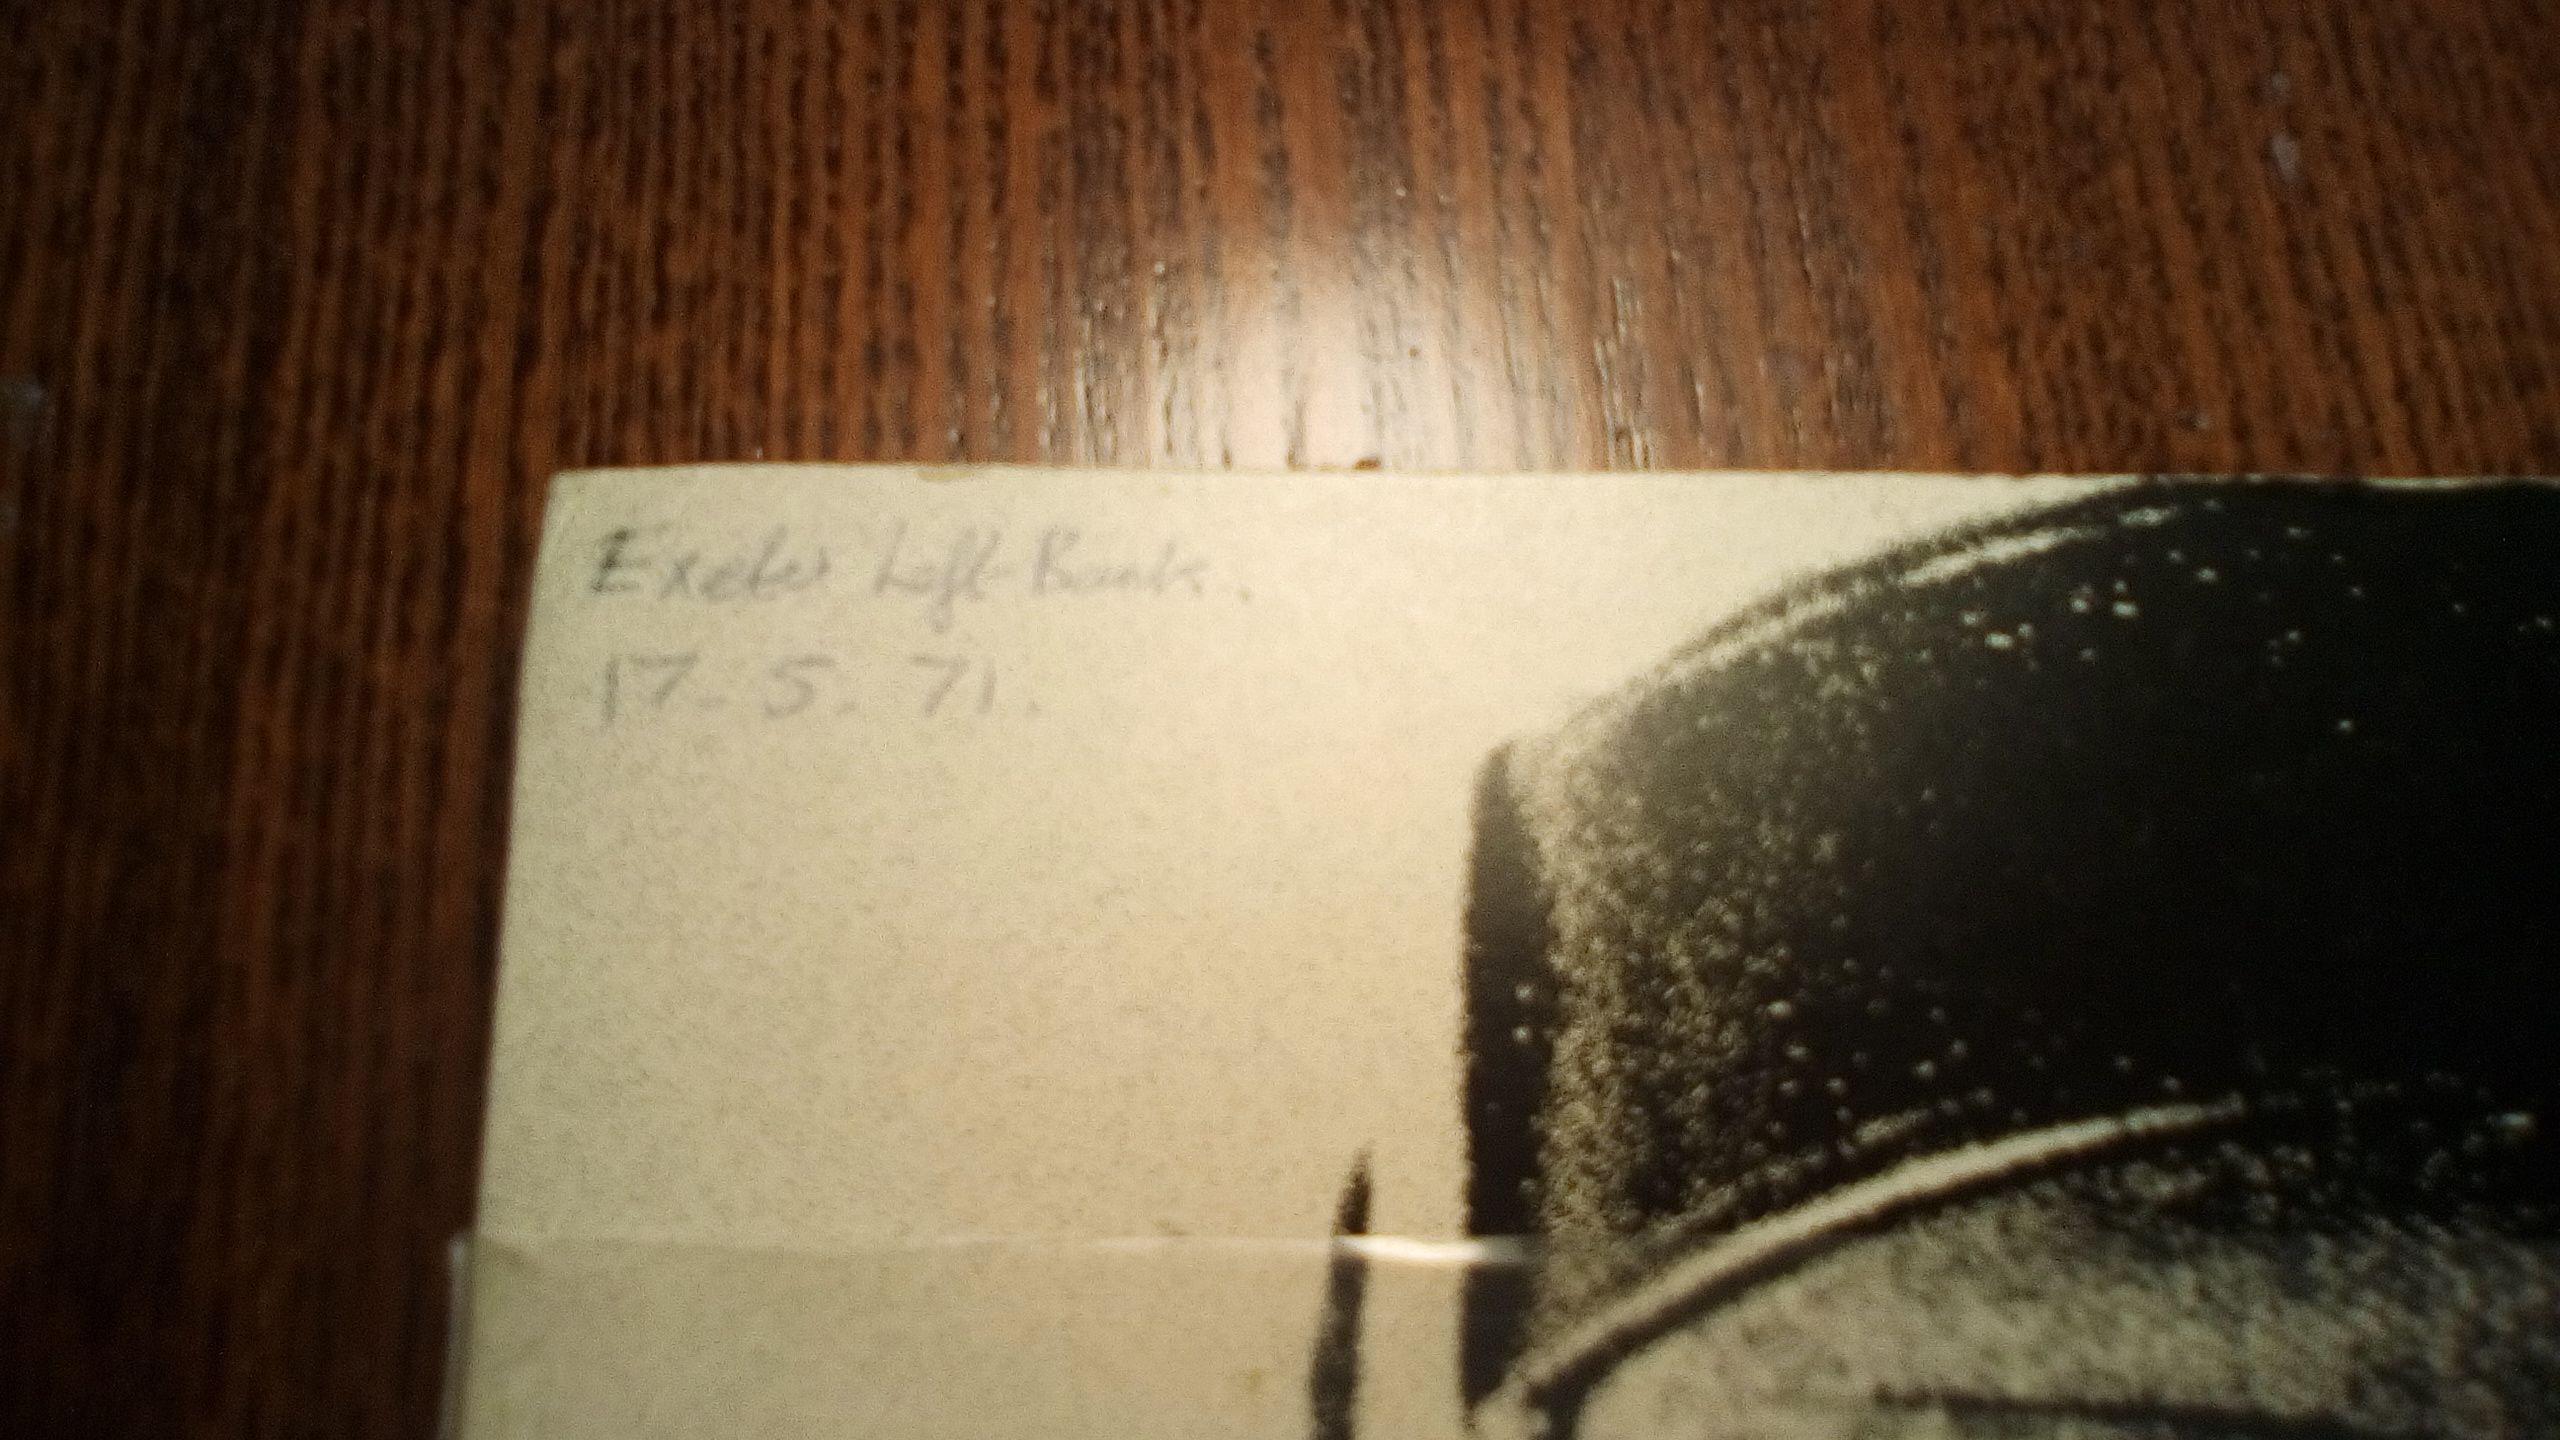 Exeter Left Bank.
17. 5. 71.